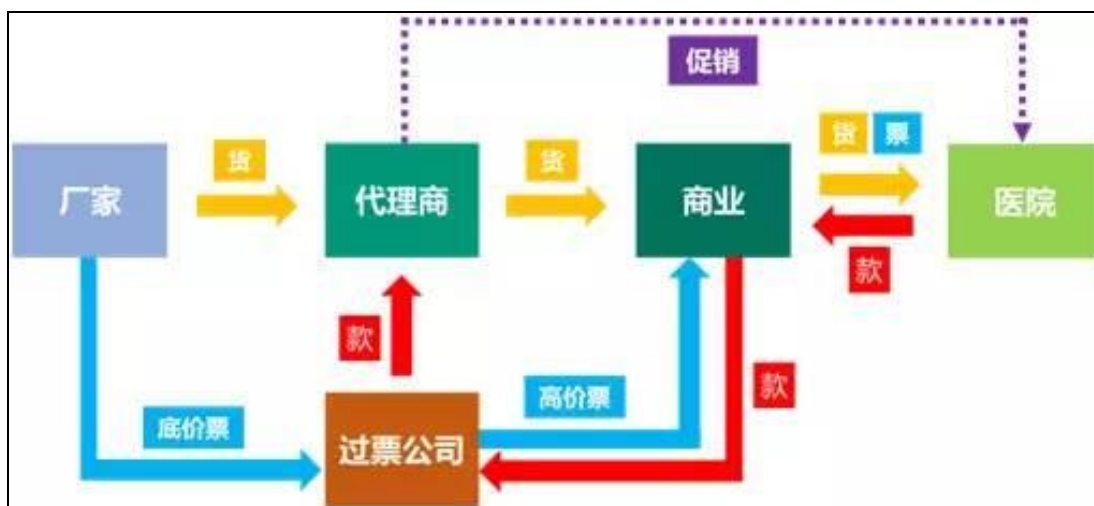 促销
货 票
厂家
货
代理商
货
商业
医院
款
款
款
底价票
高价票
过票公司